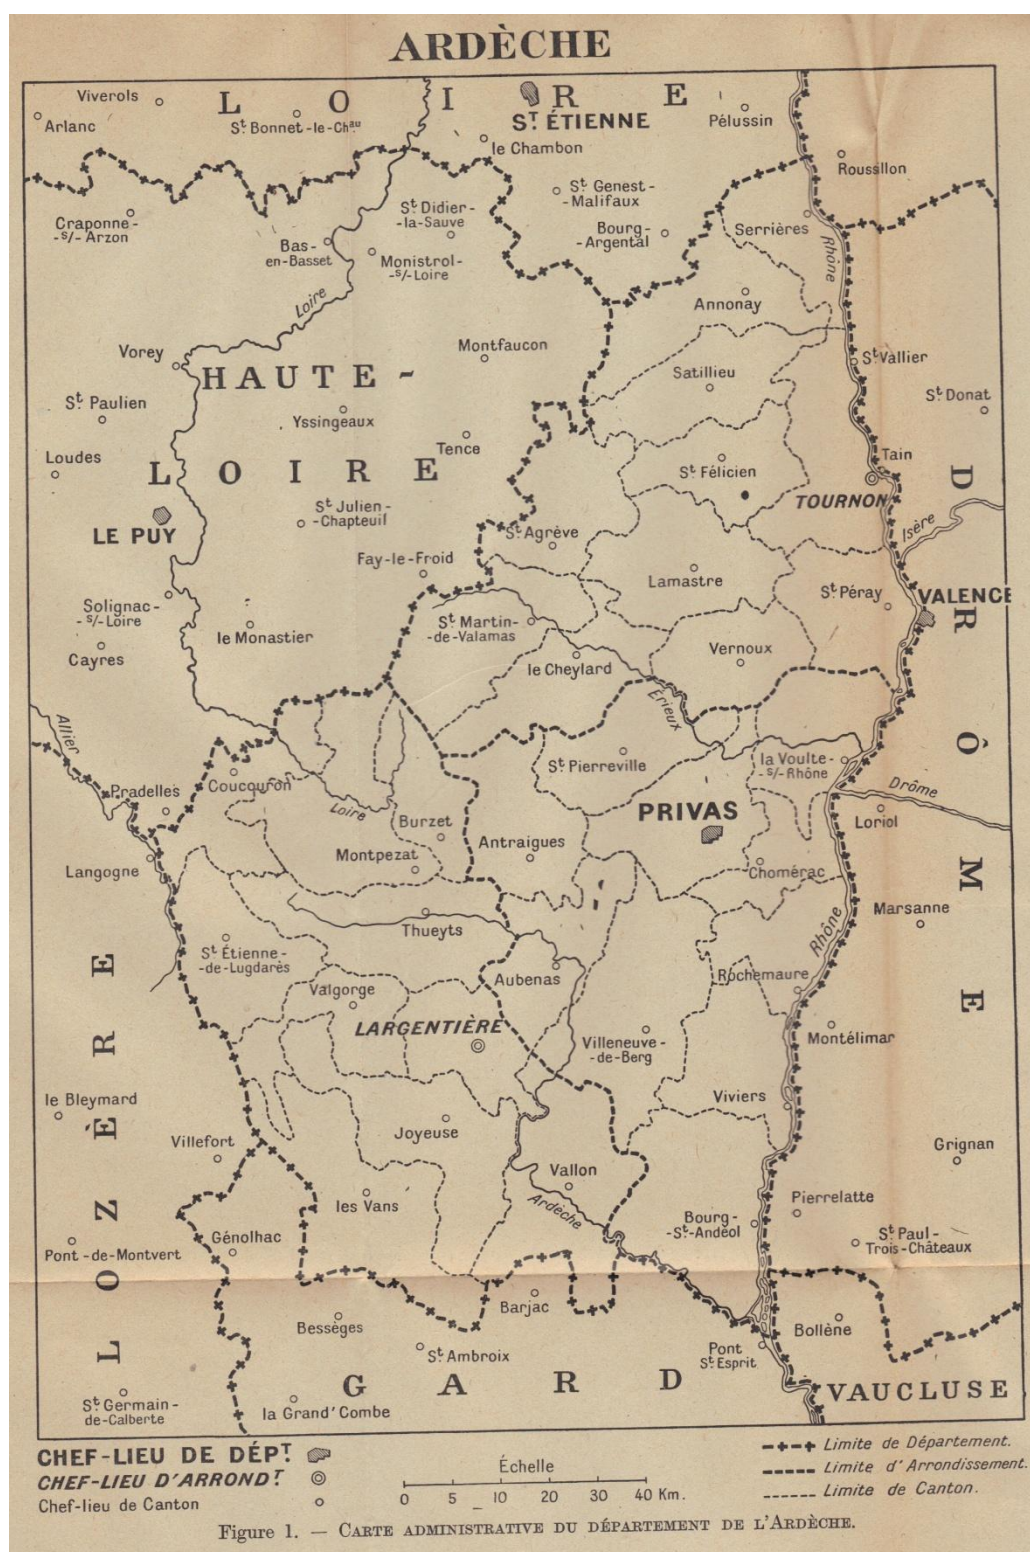 ARDÈCHE
LOIRE
Viverols
Arlanc
St Bonnet-le-Chau
ST ÉTIENNE
le Chambon
Pélussin
Roussillon
Craponne-
-s/-Arzon
St Didier-
-la-Sauve
St Genest-
-Malifaux
Bas-
en-Basset
Monistrol-
-s/-Loire
Bourg-
-Argental
Serrières
Rhône
Loire
Annonay
Vorey
Montfaucon
St Vallier
HAUTE-
Satillieu
St Paulien
Yssingeaux
St Donat
Loudes
Tence
Tain
LOIRE
St Félicien
TOURNON
DRÔME
LE PUY
St Julien-
-Chapteuil
St Agrève
Isère
Fay-le-Froid
Lamastre
St Péray
VALENCE
Solignac-
-s/-Loire
le Monastier
St Martin-
-de-Valamas
Cayres
le Cheylard
Vernoux
Erieux
Allier
Coucouron
St Pierreville
la Voulte-
-s/-Rhône
Pradelles
Loire
Burzet
PRIVAS
Drôme
Loriol
Langogne
Montpezat
Antraigues
Chomérac
Thueyts
Rhône
Marsanne
St Étienne-
-de-Lugdarès
Aubenas
Rochemaure
LOZÈRE
Valgorge
LARGENTIÈRE
Villeneuve-
-de-Berg
Montélimar
le Bleymard
Viviers
Villefort
Joyeuse
Grignan
Vallon
les Vans
Ardèche
Pierrelatte
Bourg-
-St-Andéol
Pont-de-Montvert
Génolhac
St Paul-
-Trois-Châteaux
Barjac
Bessèges
Bollène
St Ambroix
Pont
St Esprit
GARD
VAUCLUSE
St Germain-
de-Calberte
la Grand'Combe
CHEF-LIEU DE DÉPT
CHEF-LIEU D'ARRONDT
Chef-lieu de Canton
Échelle
0 5 10 20 30 40 Km.
Limite de Département.
Limite d'Arrondissement.
Limite de Canton.
Figure 1. — CARTE ADMINISTRATIVE DU DÉPARTEMENT DE L'ARDÈCHE.